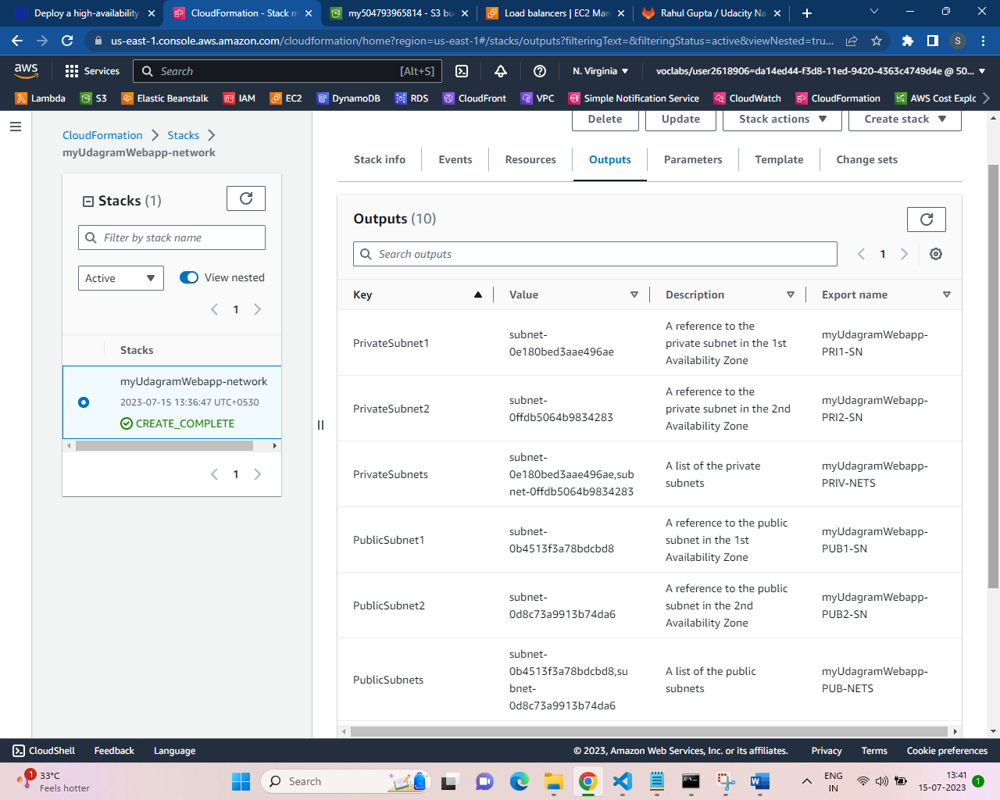 Deploy a high-availability
CloudFormation - Stack m
my504793965814 - S3 bu
Load balancers | EC2 Man
Rahul Gupta / Udacity Na
us-east-1.console.aws.amazon.com/cloudformation/home?region=us-east-1#/stacks/outputs?filteringText=&filteringStatus=active&viewNested=tru...
S
aws
Services
Search
[Alt+S]
N. Virginia
voclabs/user2618906=da14ed44-f3d8-11ed-9420-4363c4749d4e @ 50...
Lambda
S3
Elastic Beanstalk
IAM
EC2
DynamoDB
RDS
CloudFront
VPC
Simple Notification Service
CloudWatch
CloudFormation
AWS Cost Explo
CloudFormation
Stacks
myUdagramWebapp-network
Stacks (1)
Filter by stack name
Active
View nested
1
Stacks
myUdagramWebapp-network
2023-07-15 13:36:47 UTC+0530
CREATE_COMPLETE
1
Delete
Update
Stack actions
Create stack
Stack info
Events
Resources
Outputs
Parameters
Template
Change sets
Outputs (10)
Search outputs
1
Key
Value
Description
Export name
PrivateSubnet1
subnet-
0e180bed3aae496ae
A reference to the
private subnet in the 1st
Availability Zone
myUdagramWebapp-
PRI1-SN
PrivateSubnet2
subnet-
0ffdb5064b9834283
A reference to the
private subnet in the 2nd
Availability Zone
myUdagramWebapp-
PRI2-SN
PrivateSubnets
subnet-
0e180bed3aae496ae,sub
net-0ffdb5064b9834283
A list of the private
subnets
myUdagramWebapp-
PRIV-NETS
PublicSubnet1
subnet-
0b4513f3a78bdcbd8
A reference to the public
subnet in the 1st
Availability Zone
myUdagramWebapp-
PUB1-SN
PublicSubnet2
subnet-
0d8c73a9913b74da6
A reference to the public
subnet in the 2nd
Availability Zone
myUdagramWebapp-
PUB2-SN
PublicSubnets
subnet-
0b4513f3a78bdcbd8,su
bnet-
0d8c73a9913b74da6
A list of the public
subnets
myUdagramWebapp-
PUB-NETS
CloudShell
Feedback
Language
© 2023, Amazon Web Services, Inc. or its affiliates.
Privacy
Terms
Cookie preferences
1
33°C
Feels hotter
Search
ENG
IN
13:41
15-07-2023
1